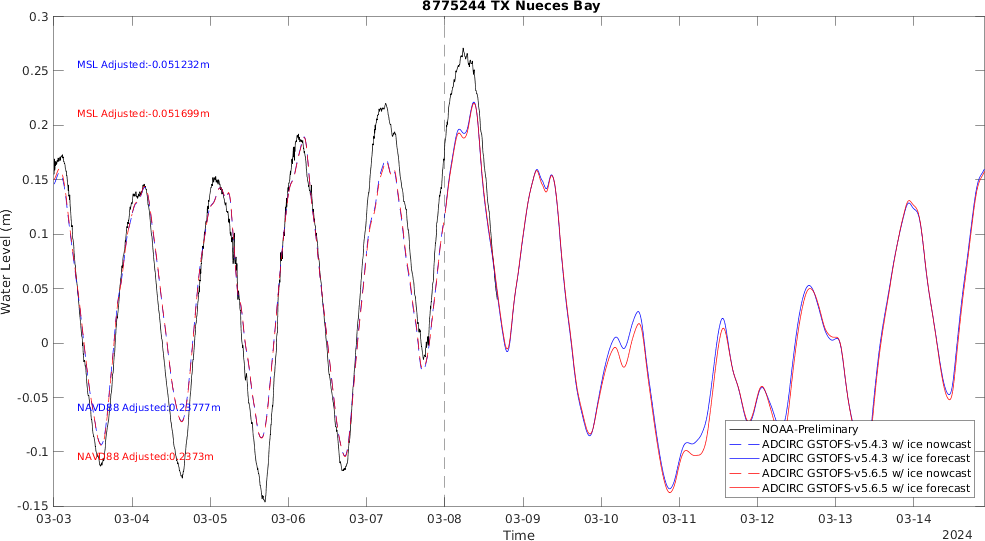 8775244 TX Nueces Bay
0.3
0.25
0.2
0.15
0.1
0.05
0
-0.05
-0.1
-0.15
Water Level (m)
MSL Adjusted:-0.051232m
MSL Adjusted:-0.051699m
NAVD88 Adjusted:0.23777m
NAVD88 Adjusted:0.2373m
NOAA-Preliminary
ADCIRC GSTOFS-v5.4.3 w/ ice nowcast
ADCIRC GSTOFS-v5.4.3 w/ ice forecast
ADCIRC GSTOFS-v5.6.5 w/ ice nowcast
ADCIRC GSTOFS-v5.6.5 w/ ice forecast
03-03 03-04 03-05 03-06 03-07 03-08 03-09 03-10 03-11 03-12 03-13 03-14
Time
2024